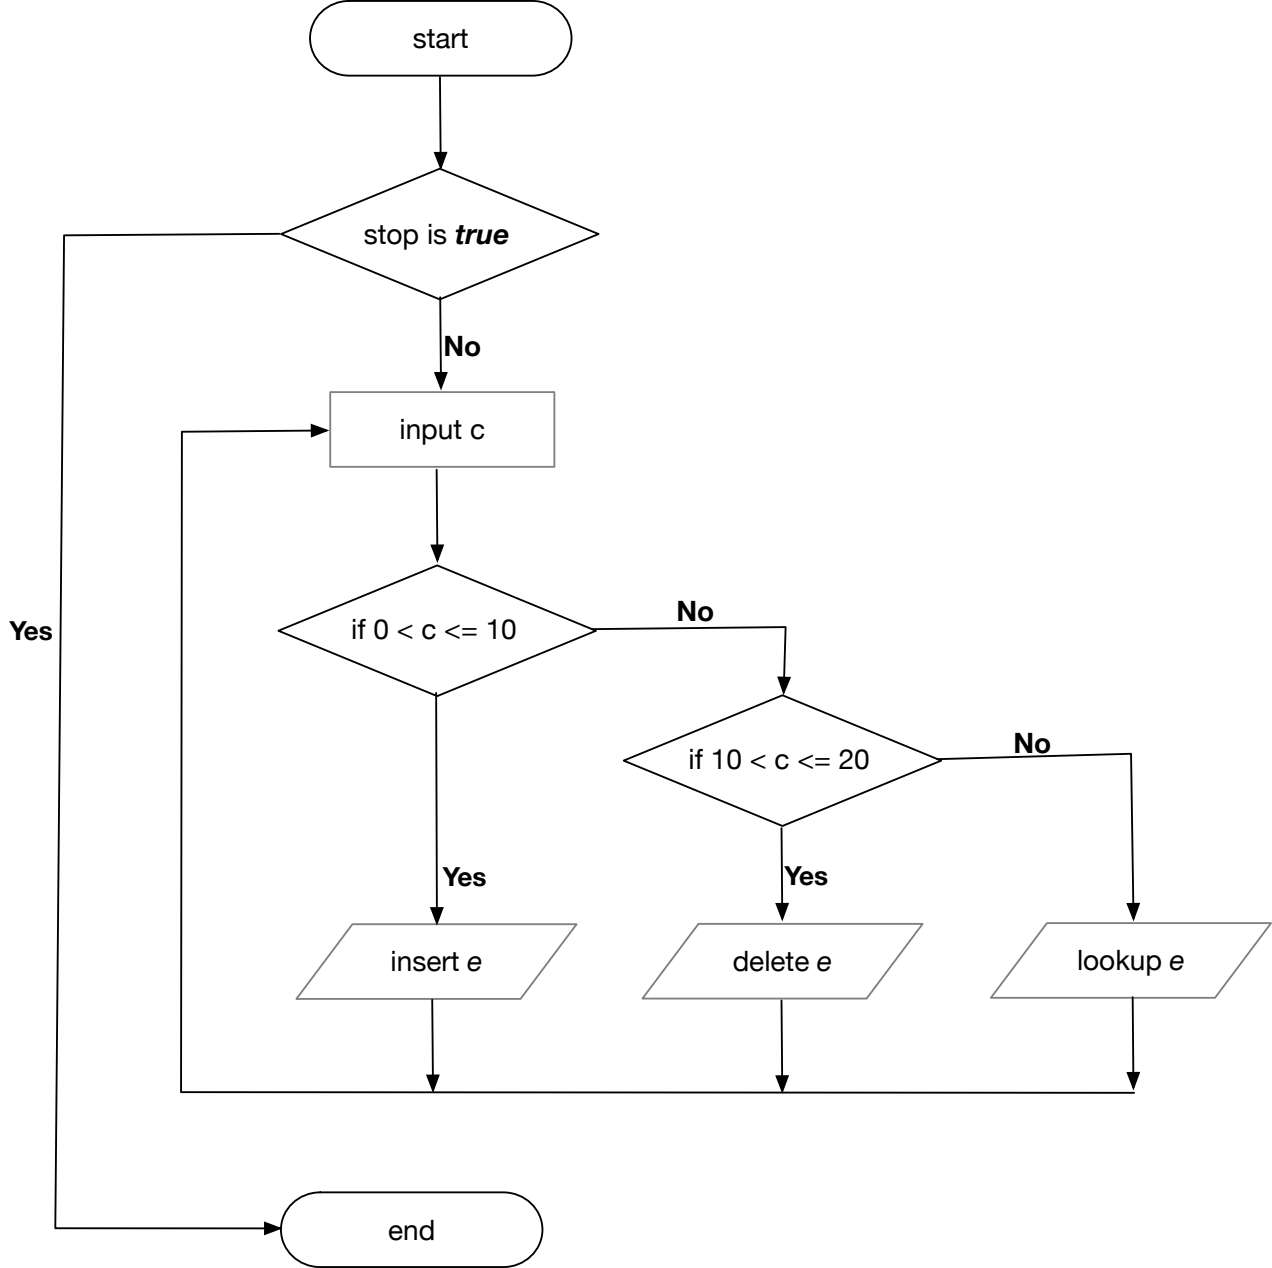 start
stop is true
No
input c
if 0 < c <= 10
No
Yes
if 10 < c <= 20
No
Yes
Yes
insert e
delete e
lookup e
end